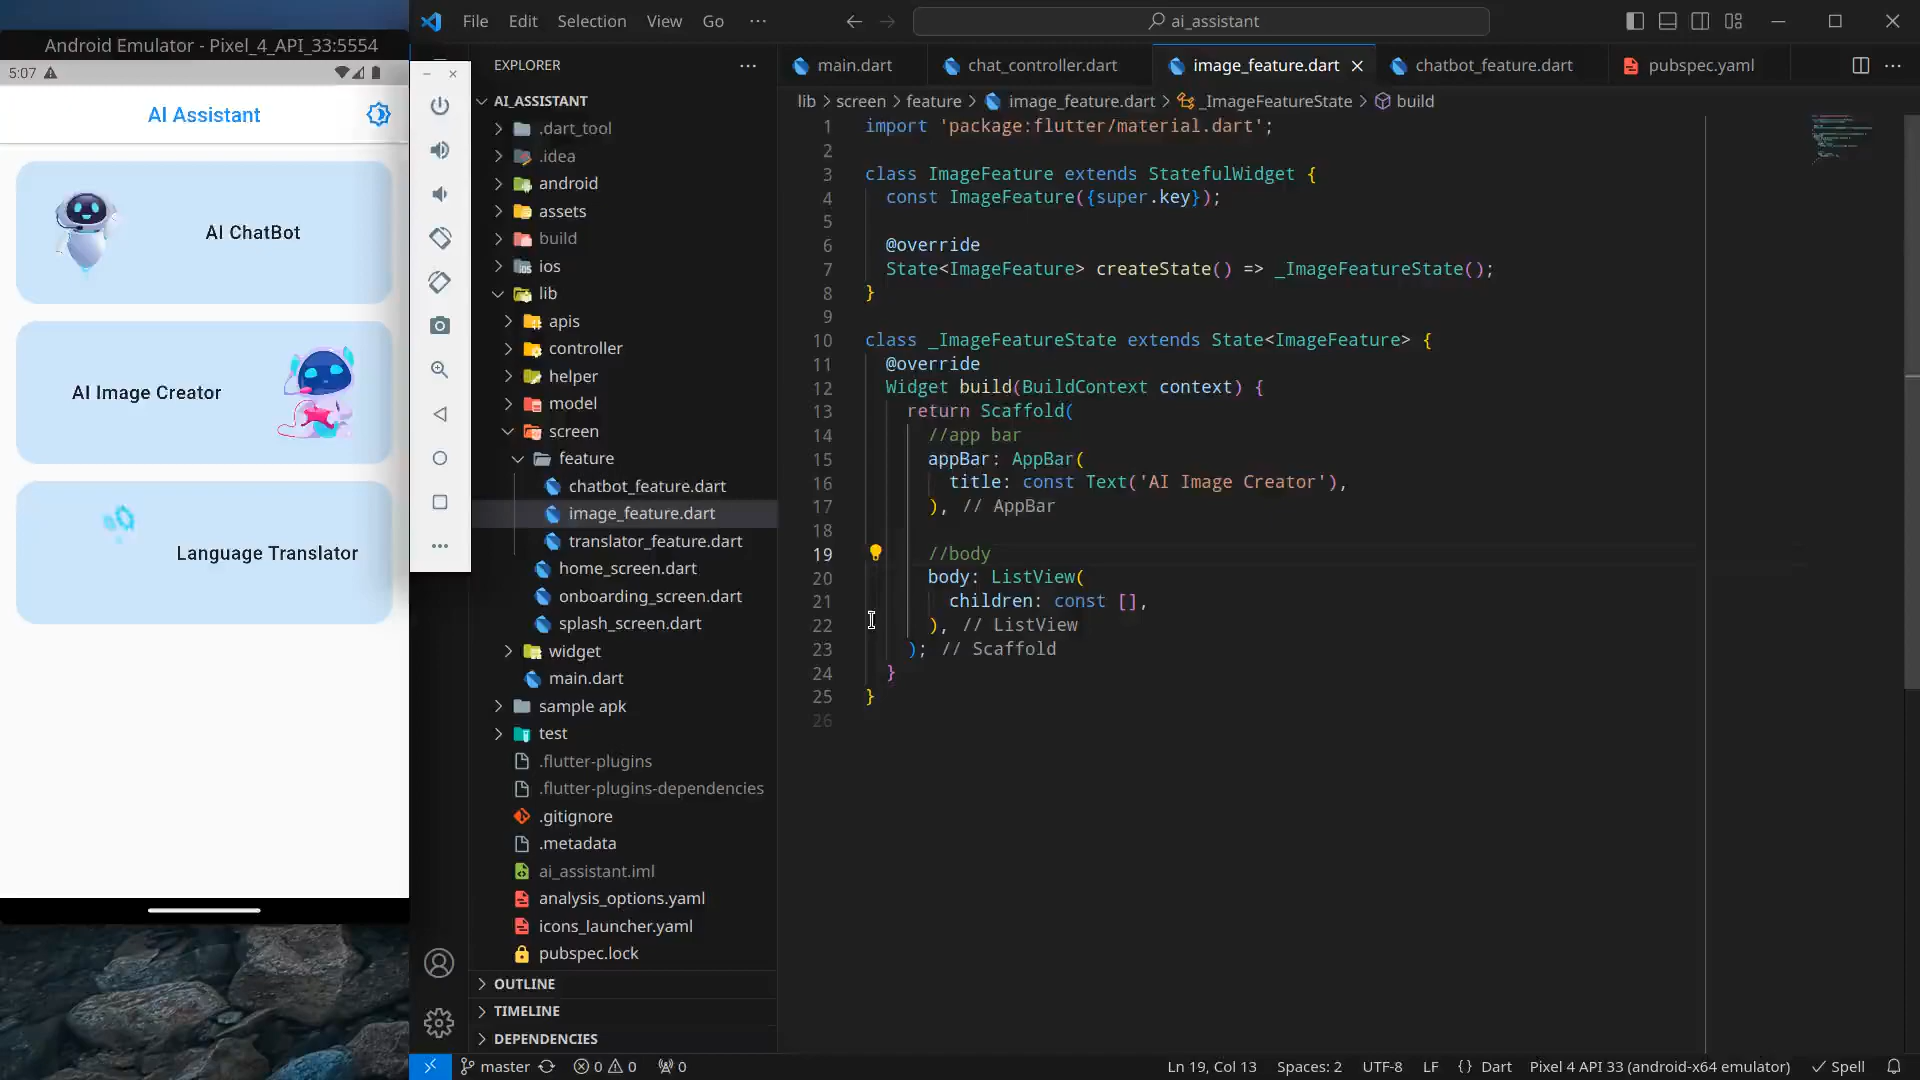 Android Emulator - Pixel_4_API_33:5554
5:07
AI Assistant
AI ChatBot
AI Image Creator
Language Translator
File Edit Selection View Go
ai_assistant
EXPLORER
AI_ASSISTANT
.dart_tool
.idea
android
assets
build
ios
lib
apis
controller
helper
model
screen
feature
chatbot_feature.dart
image_feature.dart
translator_feature.dart
home_screen.dart
onboarding_screen.dart
splash_screen.dart
widget
main.dart
sample apk
test
.flutter-plugins
.flutter-plugins-dependencies
.gitignore
.metadata
ai_assistant.iml
analysis_options.yaml
icons_launcher.yaml
pubspec.lock
OUTLINE
TIMELINE
DEPENDENCIES
main.dart chat_controller.dart image_feature.dart chatbot_feature.dart pubspec.yaml
lib > screen > feature > image_feature.dart > _ImageFeatureState > build
1 import 'package:flutter/material.dart';
2
3 class ImageFeature extends StatefulWidget {
4 const ImageFeature({super.key});
5
6 @override
7 State<ImageFeature> createState() => _ImageFeatureState();
8 }
9
10 class _ImageFeatureState extends State<ImageFeature> {
11 @override
12 Widget build(BuildContext context) {
13 return Scaffold(
14 //app bar
15 appBar: AppBar(
16 title: const Text('AI Image Creator'),
17 ), // AppBar
18
19 //body
20 body: ListView(
21 children: const [],
22 ), // ListView
23 ); // Scaffold
24 }
25 }
26
master 0 0 0 Ln 19, Col 13 Spaces: 2 UTF-8 LF {} Dart Pixel 4 API 33 (android-x64 emulator) Spell